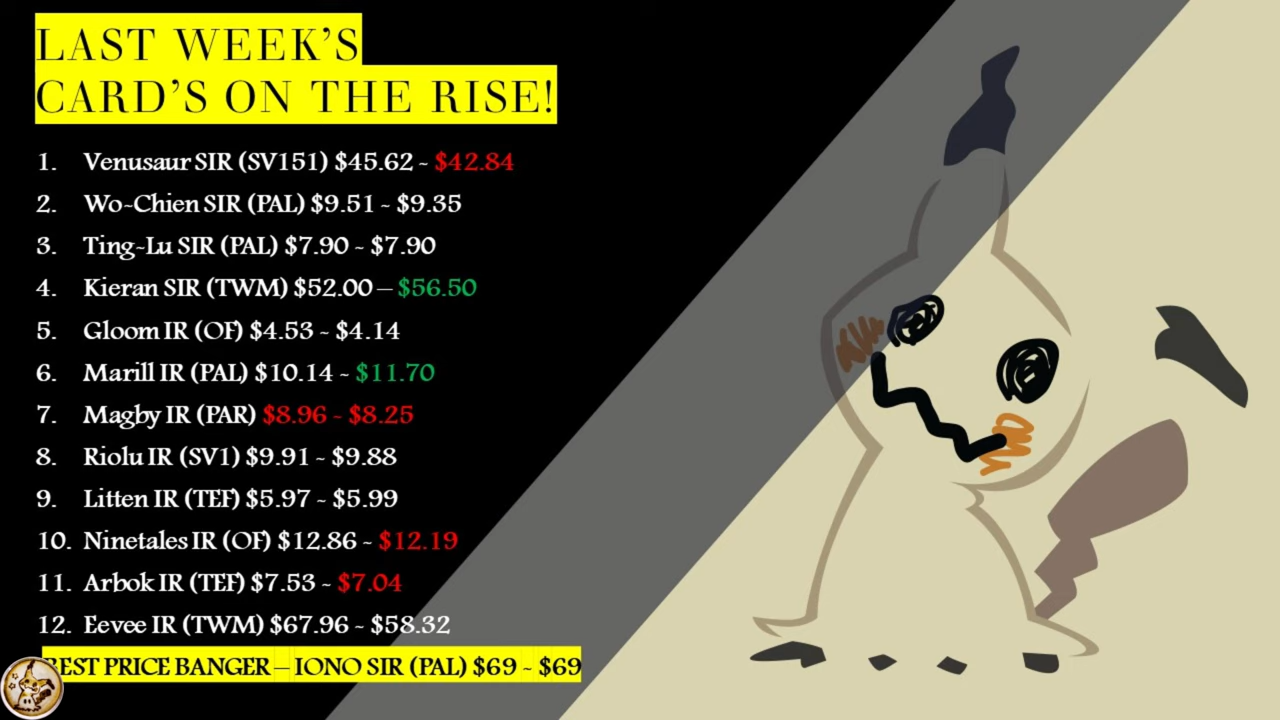 LAST WEEK’S
CARD’S ON THE RISE!
1. Venusaur SIR (SV151) $45.62 ~ $42.84
2. Wo-Chien SIR (PAL) $9.51 ~ $9.35
3. Ting-Lu SIR (PAL) $7.90 ~ $7.90
4. Kieran SIR (TWM) $52.00 – $56.50
5. Gloom IR (OF) $4.53 ~ $4.14
6. Marill IR (PAL) $10.14 ~ $11.70
7. Magby IR (PAR) $8.96 - $8.25
8. Riolu IR (SV1) $9.91 ~ $9.88
9. Litten IR (TEF) $5.97 ~ $5.99
10. Ninetales IR (OF) $12.86 ~ $12.19
11. Arbok IR (TEF) $7.53 ~ $7.04
12. Eevee IR (TWM) $67.96 ~ $58.32
BEST PRICE BANGER – IONO SIR (PAL) $69 ~ $69